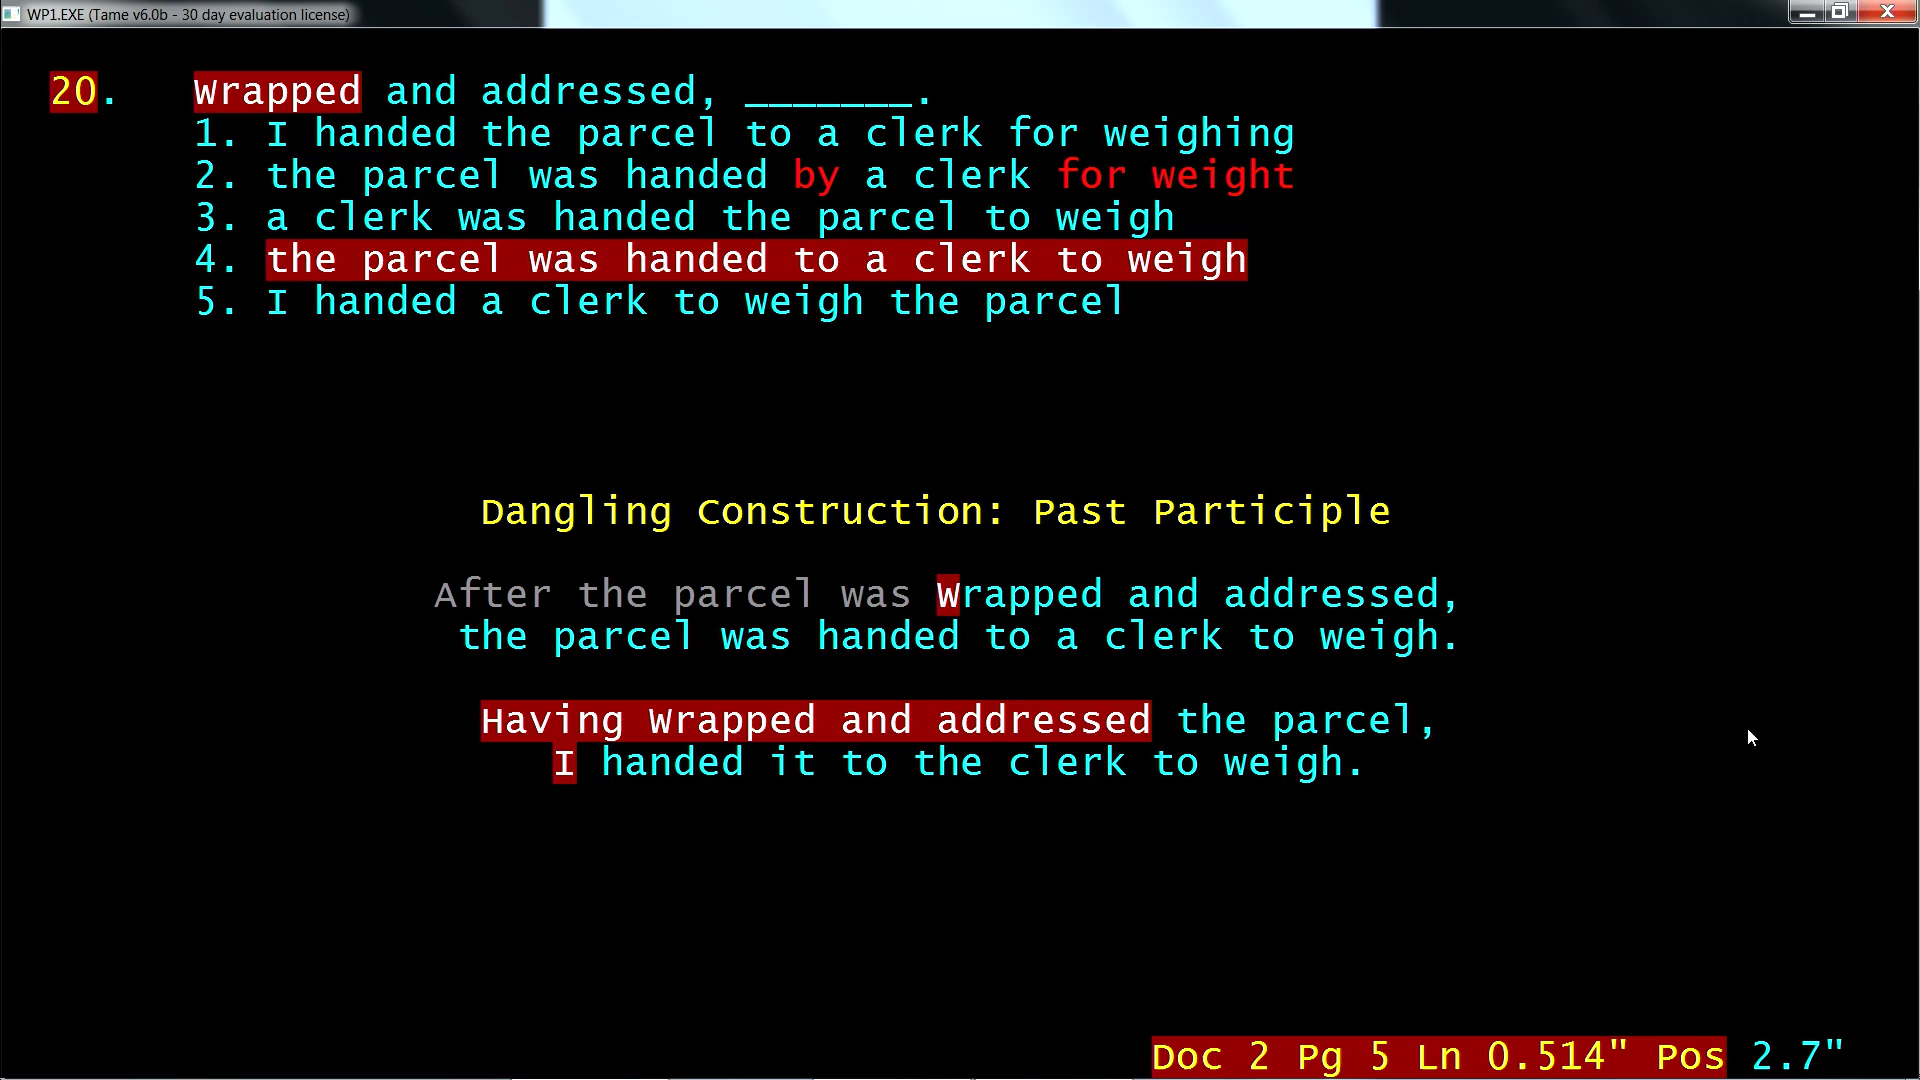 WP1.EXE (Tame v6.0b - 30 day evaluation license)
20. Wrapped and addressed, _______.
1. I handed the parcel to a clerk for weighing
2. the parcel was handed by a clerk for weight
3. a clerk was handed the parcel to weigh
4. the parcel was handed to a clerk to weigh
5. I handed a clerk to weigh the parcel
Dangling Construction: Past Participle
After the parcel was Wrapped and addressed,
the parcel was handed to a clerk to weigh.
Having Wrapped and addressed the parcel,
I handed it to the clerk to weigh.
Doc 2 Pg 5 Ln 0.514" Pos 2.7"